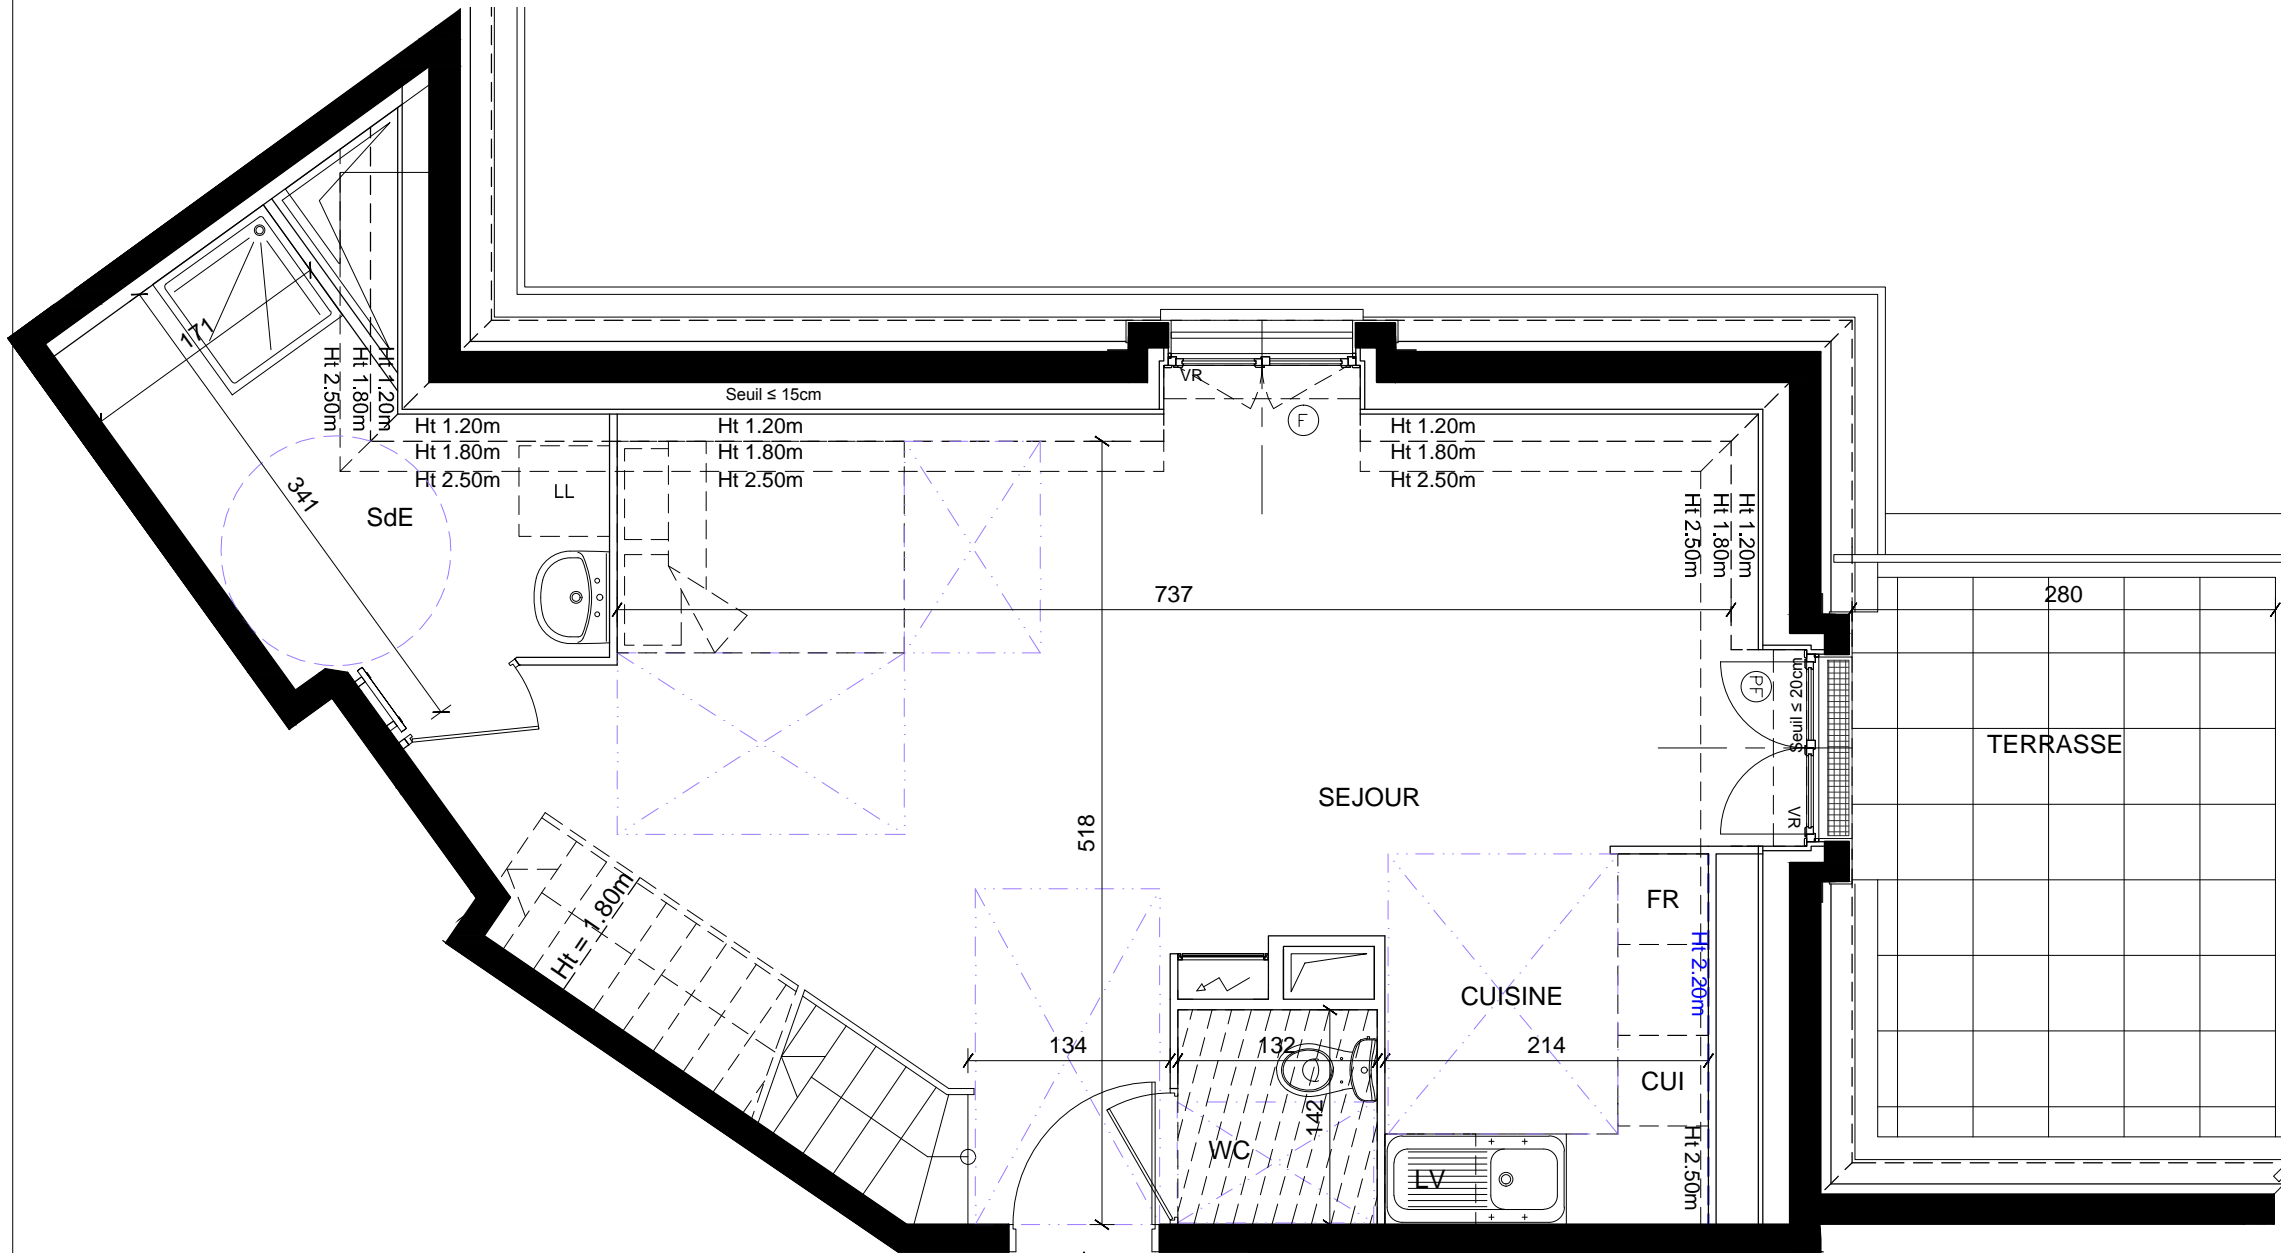 171
Ht 2.50m
Ht 1.80m
Ht 1.20m
341
SdE
Ht 1.20m
Ht 1.80m
Ht 2.50m
LL
Seuil ≤ 15cm
Ht 1.20m
Ht 1.80m
Ht 2.50m
VR
F
Ht 1.20m
Ht 1.80m
Ht 2.50m
Ht 2.50m
Ht 1.80m
Ht 1.20m
737
280
PF
Seuil ≤ 20cm
VR
TERRASSE
SEJOUR
518
Ht = 1.80m
FR
Ht 2.20m
CUISINE
134
132
214
CUI
142
WC
LV
Ht 2.50m